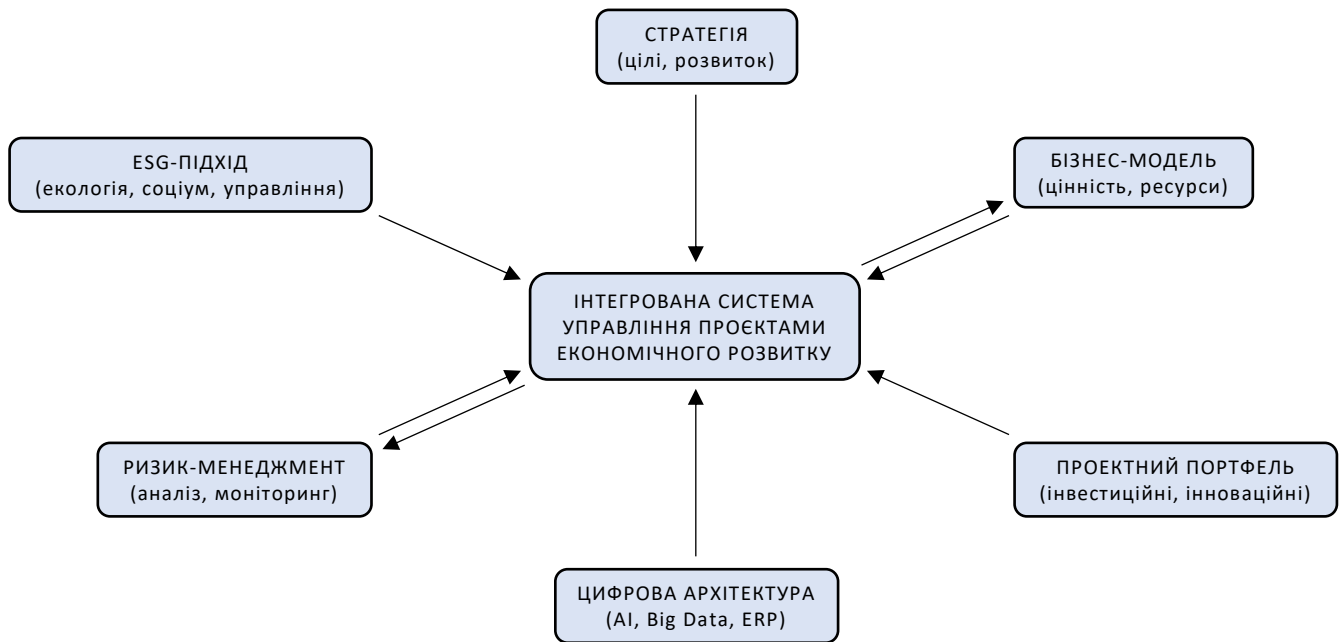 СТРАТЕГІЯ
(цілі, розвиток)
ESG-ПІДХІД
(екологія, соціум, управління)
БІЗНЕС-МОДЕЛЬ
(цінність, ресурси)
ІНТЕГРОВАНА СИСТЕМА
УПРАВЛІННЯ ПРОЄКТАМИ
ЕКОНОМІЧНОГО РОЗВИТКУ
РИЗИК-МЕНЕДЖМЕНТ
(аналіз, моніторинг)
ПРОЕКТНИЙ ПОРТФЕЛЬ
(інвестиційні, інноваційні)
ЦИФРОВА АРХІТЕКТУРА
(AI, Big Data, ERP)